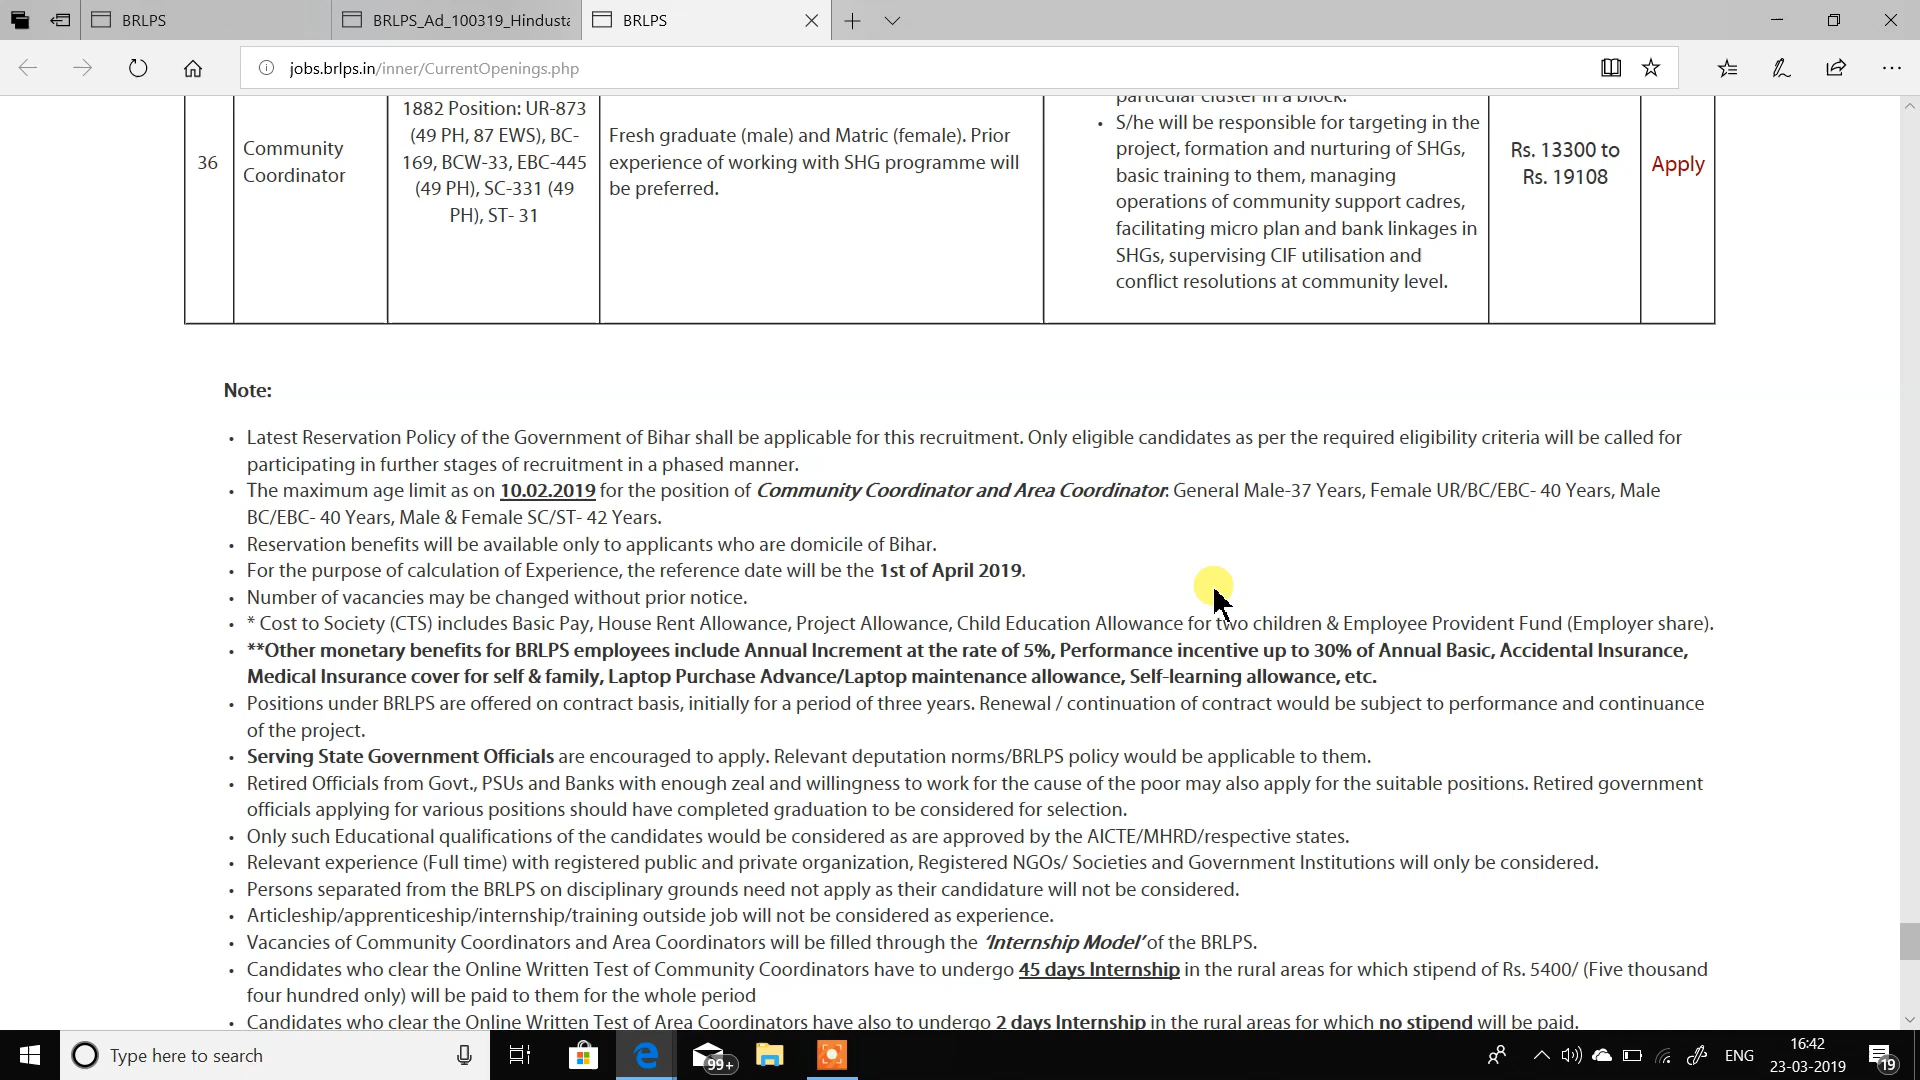 BRLPS
BRLPS_Ad_100319_Hindusta
BRLPS
jobs.brlps.in/inner/CurrentOpenings.php
36
Community
Coordinator
1882 Position: UR-873
(49 PH, 87 EWS), BC-
169, BCW-33, EBC-445
(49 PH), SC-331 (49
PH), ST- 31
Fresh graduate (male) and Matric (female). Prior
experience of working with SHG programme will
be preferred.
particular cluster in a block.
• S/he will be responsible for targeting in the
project, formation and nurturing of SHGs,
basic training to them, managing
operations of community support cadres,
facilitating micro plan and bank linkages in
SHGs, supervising CIF utilisation and
conflict resolutions at community level.
Rs. 13300 to
Rs. 19108
Apply
Note:
• Latest Reservation Policy of the Government of Bihar shall be applicable for this recruitment. Only eligible candidates as per the required eligibility criteria will be called for
participating in further stages of recruitment in a phased manner.
• The maximum age limit as on 10.02.2019 for the position of Community Coordinator and Area Coordinator: General Male-37 Years, Female UR/BC/EBC- 40 Years, Male
BC/EBC- 40 Years, Male & Female SC/ST- 42 Years.
• Reservation benefits will be available only to applicants who are domicile of Bihar.
• For the purpose of calculation of Experience, the reference date will be the 1st of April 2019.
• Number of vacancies may be changed without prior notice.
• * Cost to Society (CTS) includes Basic Pay, House Rent Allowance, Project Allowance, Child Education Allowance for two children & Employee Provident Fund (Employer share).
• **Other monetary benefits for BRLPS employees include Annual Increment at the rate of 5%, Performance incentive up to 30% of Annual Basic, Accidental Insurance,
Medical Insurance cover for self & family, Laptop Purchase Advance/Laptop maintenance allowance, Self-learning allowance, etc.
• Positions under BRLPS are offered on contract basis, initially for a period of three years. Renewal / continuation of contract would be subject to performance and continuance
of the project.
• Serving State Government Officials are encouraged to apply. Relevant deputation norms/BRLPS policy would be applicable to them.
• Retired Officials from Govt., PSUs and Banks with enough zeal and willingness to work for the cause of the poor may also apply for the suitable positions. Retired government
officials applying for various positions should have completed graduation to be considered for selection.
• Only such Educational qualifications of the candidates would be considered as are approved by the AICTE/MHRD/respective states.
• Relevant experience (Full time) with registered public and private organization, Registered NGOs/ Societies and Government Institutions will only be considered.
• Persons separated from the BRLPS on disciplinary grounds need not apply as their candidature will not be considered.
• Articleship/apprenticeship/internship/training outside job will not be considered as experience.
• Vacancies of Community Coordinators and Area Coordinators will be filled through the 'Internship Model' of the BRLPS.
• Candidates who clear the Online Written Test of Community Coordinators have to undergo 45 days Internship in the rural areas for which stipend of Rs. 5400/ (Five thousand
four hundred only) will be paid to them for the whole period
• Candidates who clear the Online Written Test of Area Coordinators have also to undergo 2 days Internship in the rural areas for which no stipend will be paid.
Type here to search
99+
ENG
16:42
23-03-2019
19